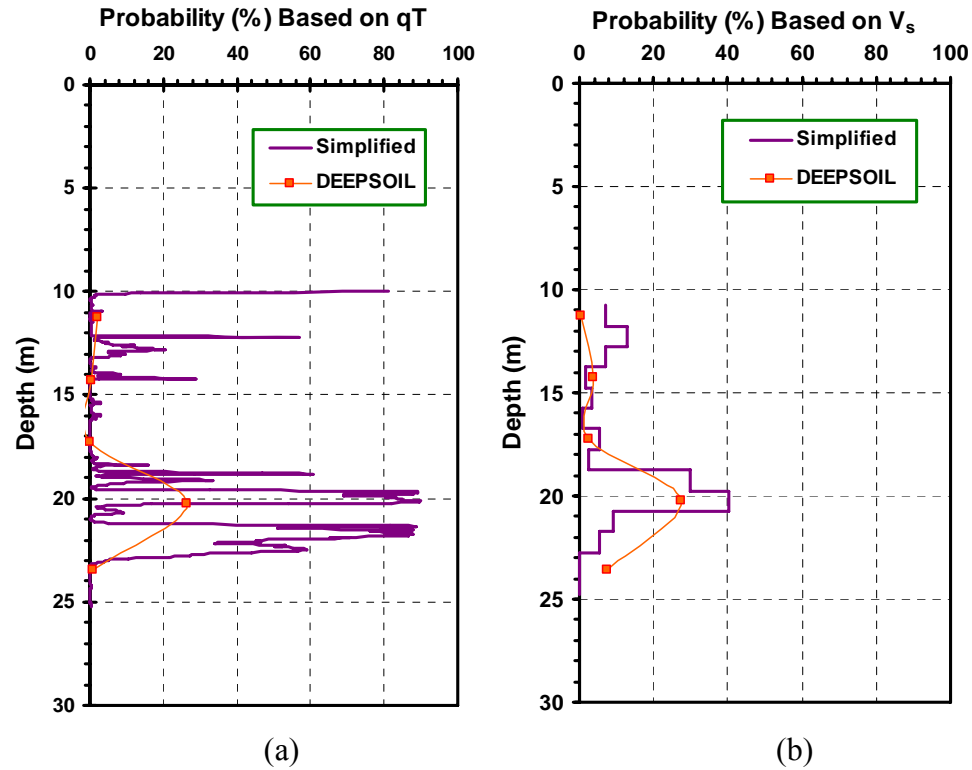 Probability (%) Based on qT
0 20 40 60 80 100
0
5
10
15
20
25
30
Depth (m)
Simplified
DEEPSOIL
(a)
Probability (%) Based on Vs
0 20 40 60 80 100
0
5
10
15
20
25
30
Depth (m)
Simplified
DEEPSOIL
(b)